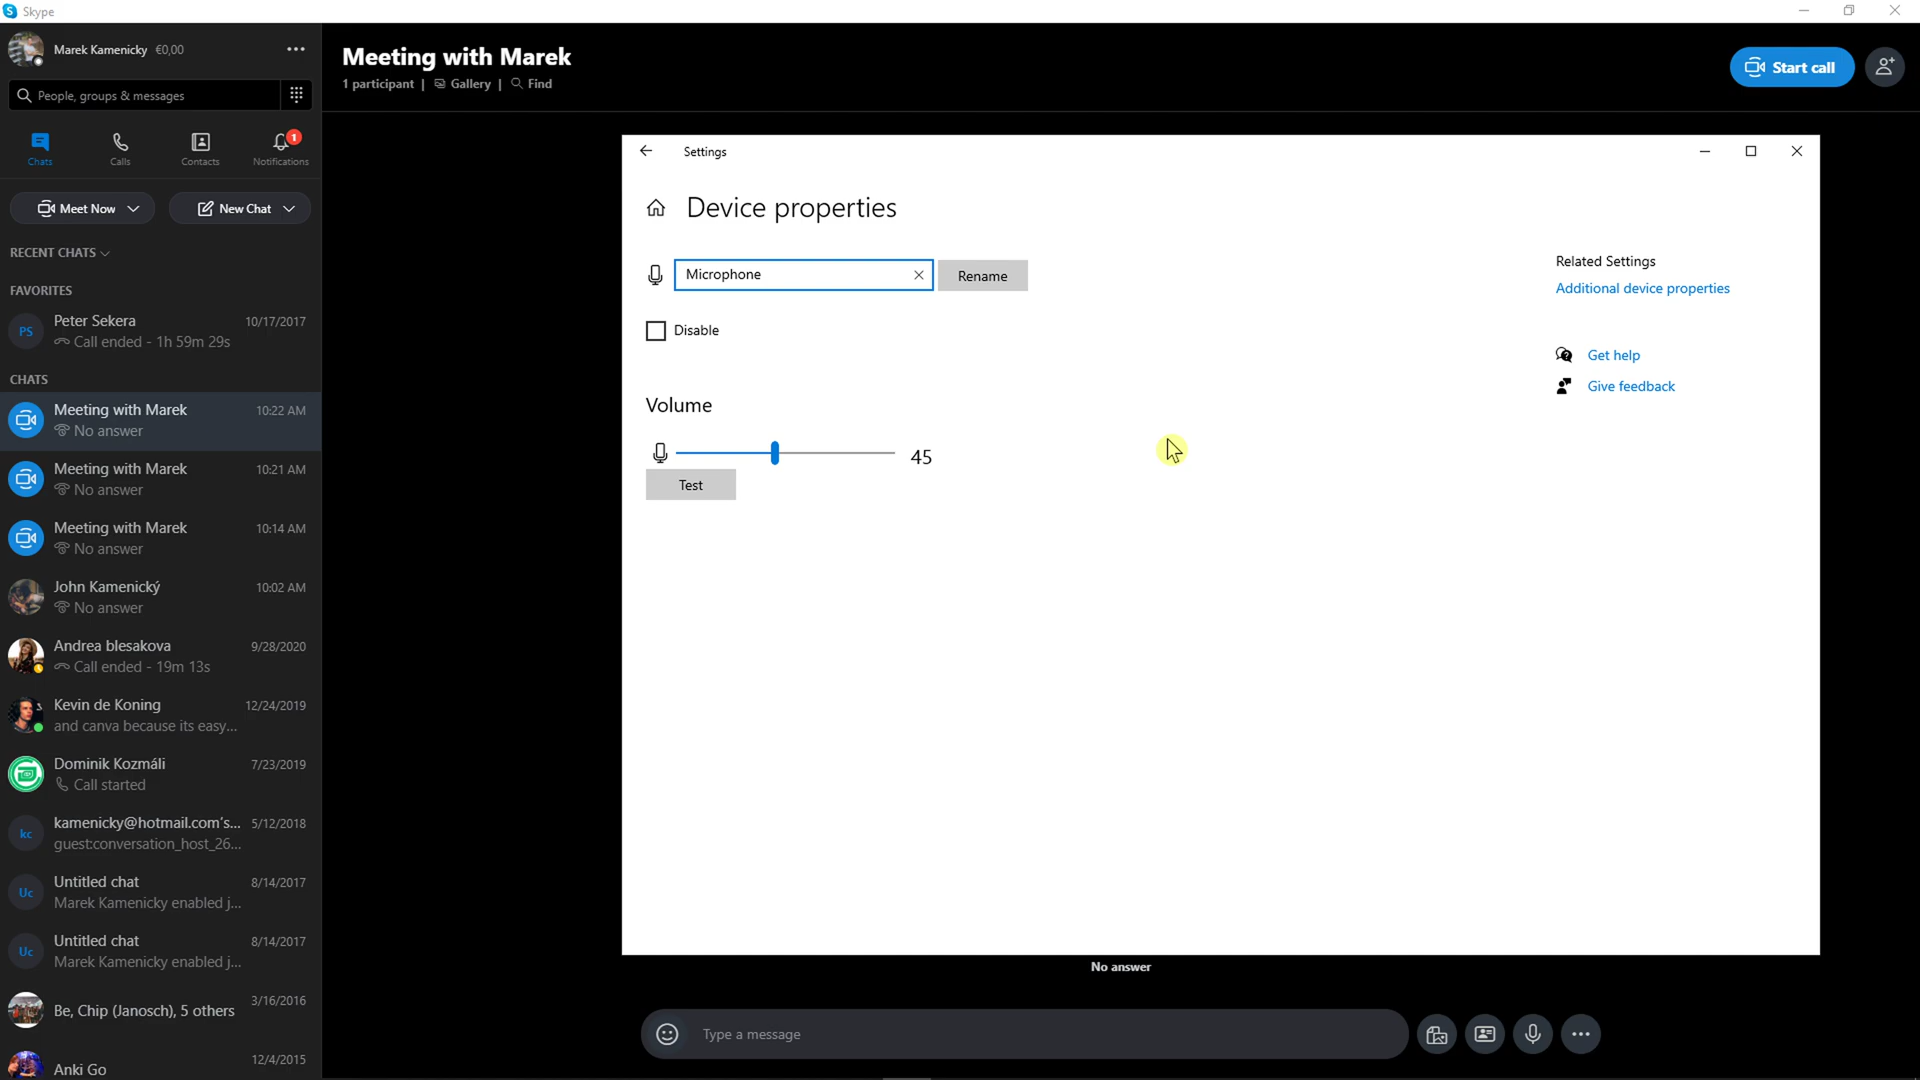 Skype
Marek Kamenicky €0,00
People, groups & messages
Chats
Calls
Contacts
Notifications
1
Meet Now
New Chat
RECENT CHATS
FAVORITES
PS
Peter Sekera 10/17/2017
Call ended - 1h 59m 29s
CHATS
Meeting with Marek 10:22 AM
No answer
Meeting with Marek 10:21 AM
No answer
Meeting with Marek 10:14 AM
No answer
John Kamenický 10:02 AM
No answer
Andrea blesakova 9/28/2020
Call ended - 19m 13s
Kevin de Koning 12/24/2019
and canva because its easy...
Dominik Kozmáli 7/23/2019
Call started
kc
kamenicky@hotmail.com's... 5/12/2018
guest:conversation_host_26...
Uc
Untitled chat 8/14/2017
Marek Kamenicky enabled j...
Uc
Untitled chat 8/14/2017
Marek Kamenicky enabled j...
Be, Chip (Janosch), 5 others 3/16/2016
Anki Go 12/4/2015
Meeting with Marek
1 participant | Gallery | Find
Start call
Settings
Device properties
Microphone
Rename
Disable
Volume
45
Test
Related Settings
Additional device properties
Get help
Give feedback
No answer
Type a message